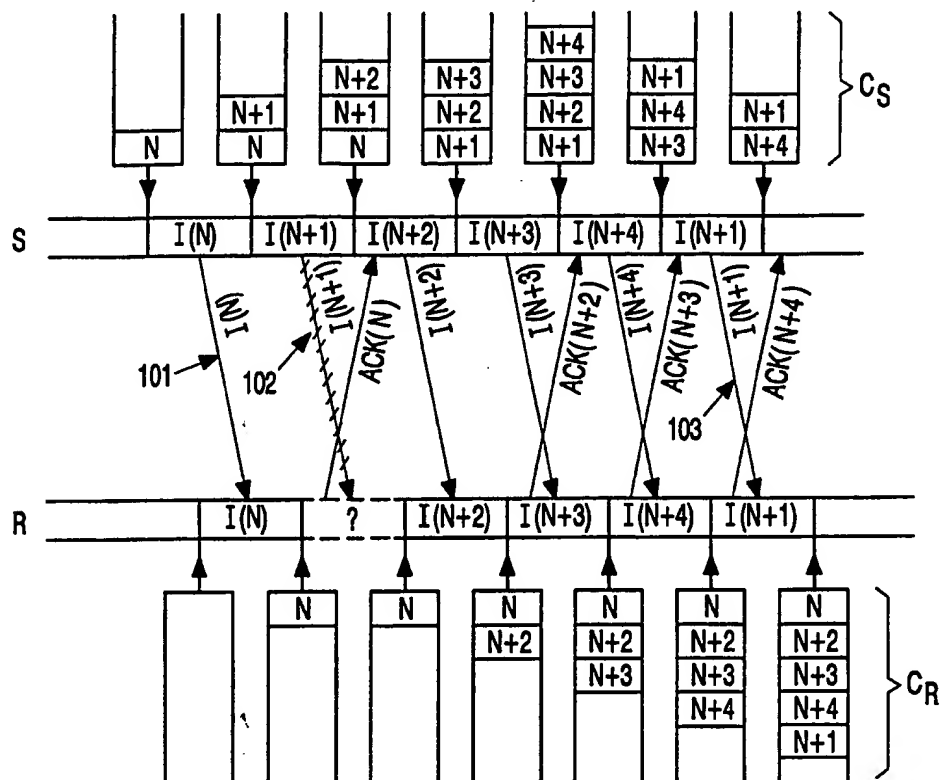 N+4
N+2 N+3 N+3 N+1
N+1 N+1 N+2 N+2 N+4 N+1
N N N N+1 N+1 N+3 N+4
C_S
S I(N) I(N+1) I(N+2) I(N+3) I(N+4) I(N+1)
I(N) I(N+1) ACK(N) I(N+2) I(N+3) ACK(N+2) I(N+4) ACK(N+3) I(N+1) ACK(N+4)
101 102 103
R I(N) ? I(N+2) I(N+3) I(N+4) I(N+1)
N N N N N N
N+2 N+2 N+2 N+2
N+3 N+3 N+3
N+4 N+4
N+1
C_R